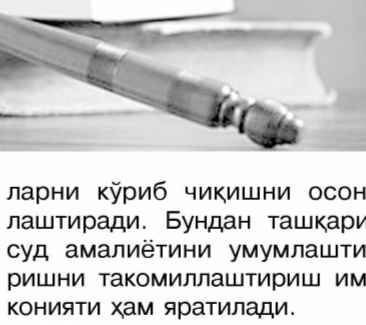 ларни кўриб чиқишни осон
лаштиради. Бундан ташқари
суд амалиётини умумлашти
ришни такомиллаштириш им
конияти ҳам яратилади.